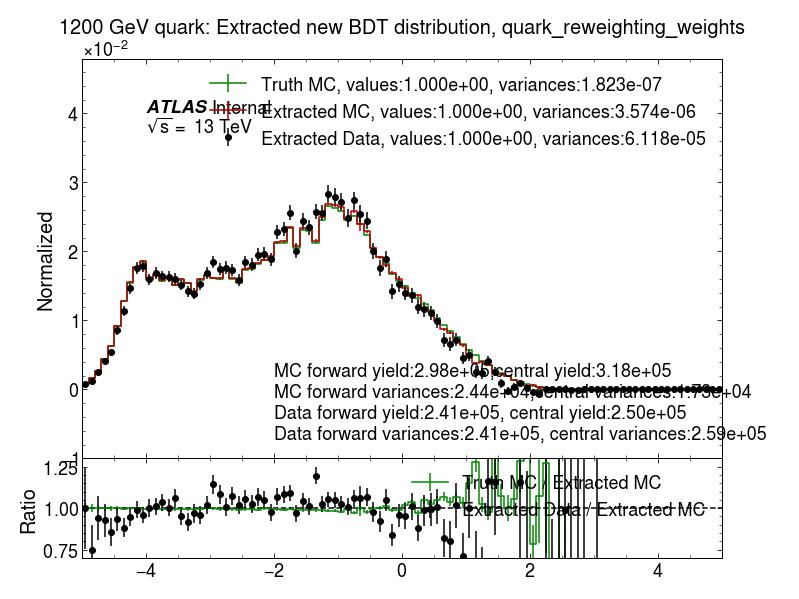 1200 GeV quark: Extracted new BDT distribution, quark_reweighting_weights
×10−2
Truth MC, values:1.000e+00, variances:1.823e-07
ATLAS Internal
Extracted MC, values:1.000e+00, variances:3.574e-06
√s = 13 TeV
Extracted Data, values:1.000e+00, variances:6.118e-05
4
3
2
1
0
1
Normalized
MC forward yield:2.98e+05, central yield:3.18e+05
MC forward variances:2.44e+04, central variances:1.73e+04
Data forward yield:2.41e+05, central yield:2.50e+05
Data forward variances:2.41e+05, central variances:2.59e+05
1.25
1.00
0.75
Ratio
Truth MC / Extracted MC
Extracted Data / Extracted MC
−4 −2 0 2 4